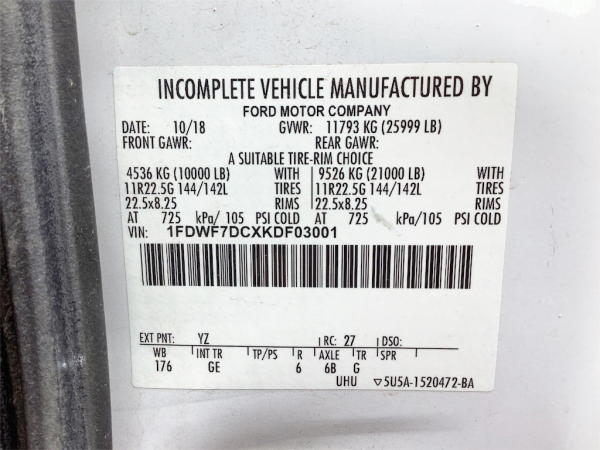 INCOMPLETE VEHICLE MANUFACTURED BY
FORD MOTOR COMPANY
DATE: 10/18 GVWR: 11793 KG (25999 LB)
FRONT GAWR: REAR GAWR:
A SUITABLE TIRE-RIM CHOICE
4536 KG (10000 LB) WITH 9526 KG (21000 LB) WITH
11R22.5G 144/142L TIRES 11R22.5G 144/142L TIRES
22.5x8.25 RIMS 22.5x8.25 RIMS
AT 725 kPa/ 105 PSI COLD AT 725 kPa/105 PSI COLD
VIN: 1FDWF7DCXKDF03001
EXT PNT: YZ RC: 27 DSO:
WB INT TR TP/PS R AXLE TR SPR
176 GE 6 6B G
UHU ▽5U5A-1520472-BA